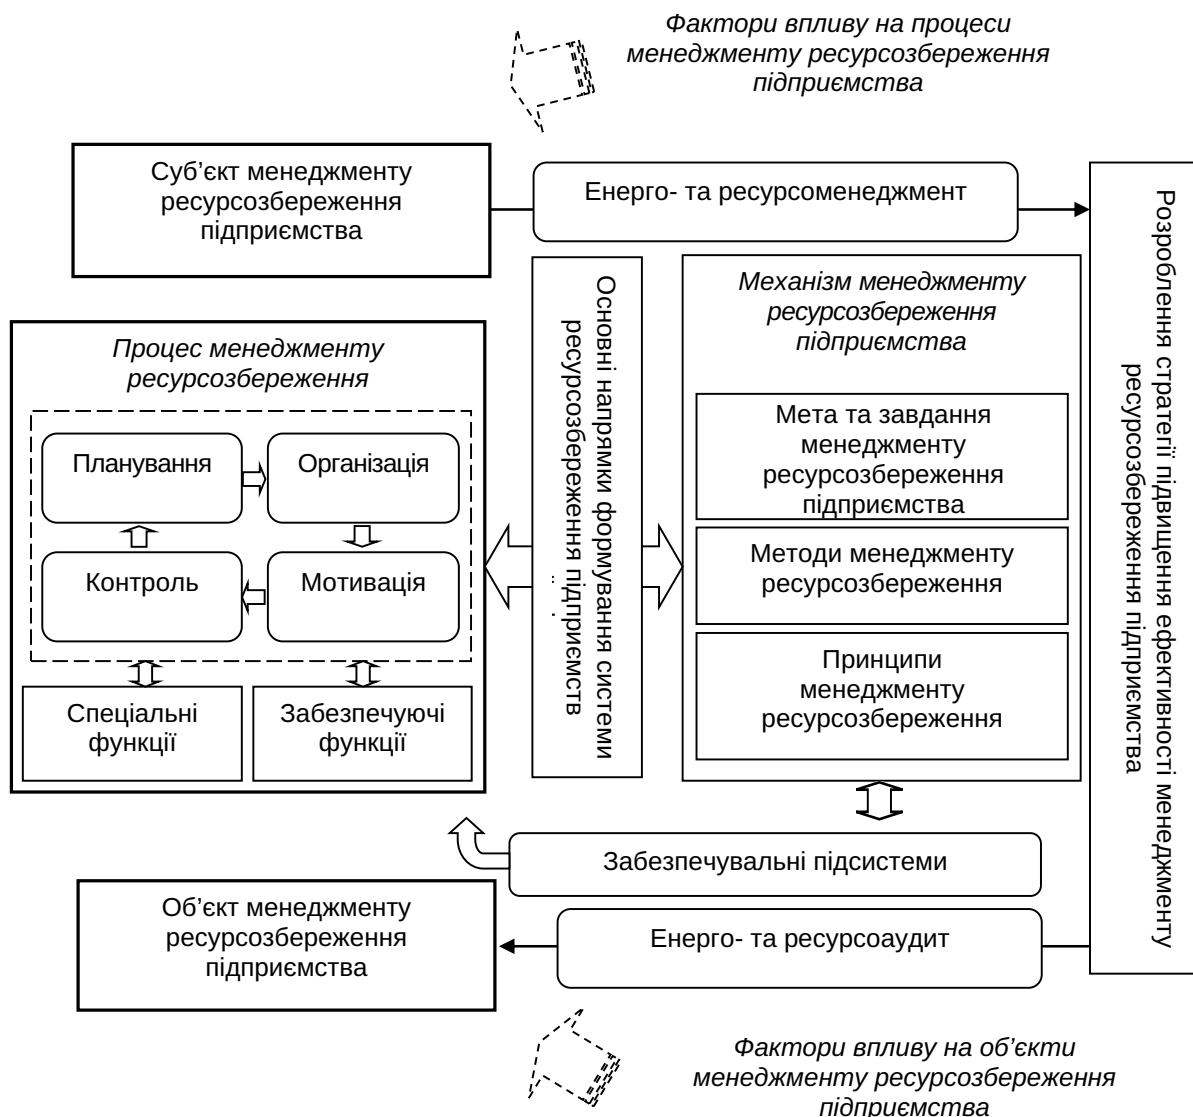 Фактори впливу на процеси
менеджменту ресурсозбереження
підприємства
Суб’єкт менеджменту
ресурсозбереження
підприємства
Енерго- та ресурсоменеджмент
Розроблення стратегії підвищення ефективності менеджменту
ресурсозбереження підприємства
Процес менеджменту
ресурсозбереження
Планування
Організація
Контроль
Мотивація
Спеціальні
функції
Забезпечуючі
функції
Основні напрямки формування системи
ресурсозбереження підприємств
Механізм менеджменту
ресурсозбереження
підприємства
Мета та завдання
менеджменту
ресурсозбереження
підприємства
Методи менеджменту
ресурсозбереження
Принципи
менеджменту
ресурсозбереження
Забезпечувальні підсистеми
Об’єкт менеджменту
ресурсозбереження
підприємства
Енерго- та ресурсоаудит
Фактори впливу на об’єкти
менеджменту ресурсозбереження
підприємства